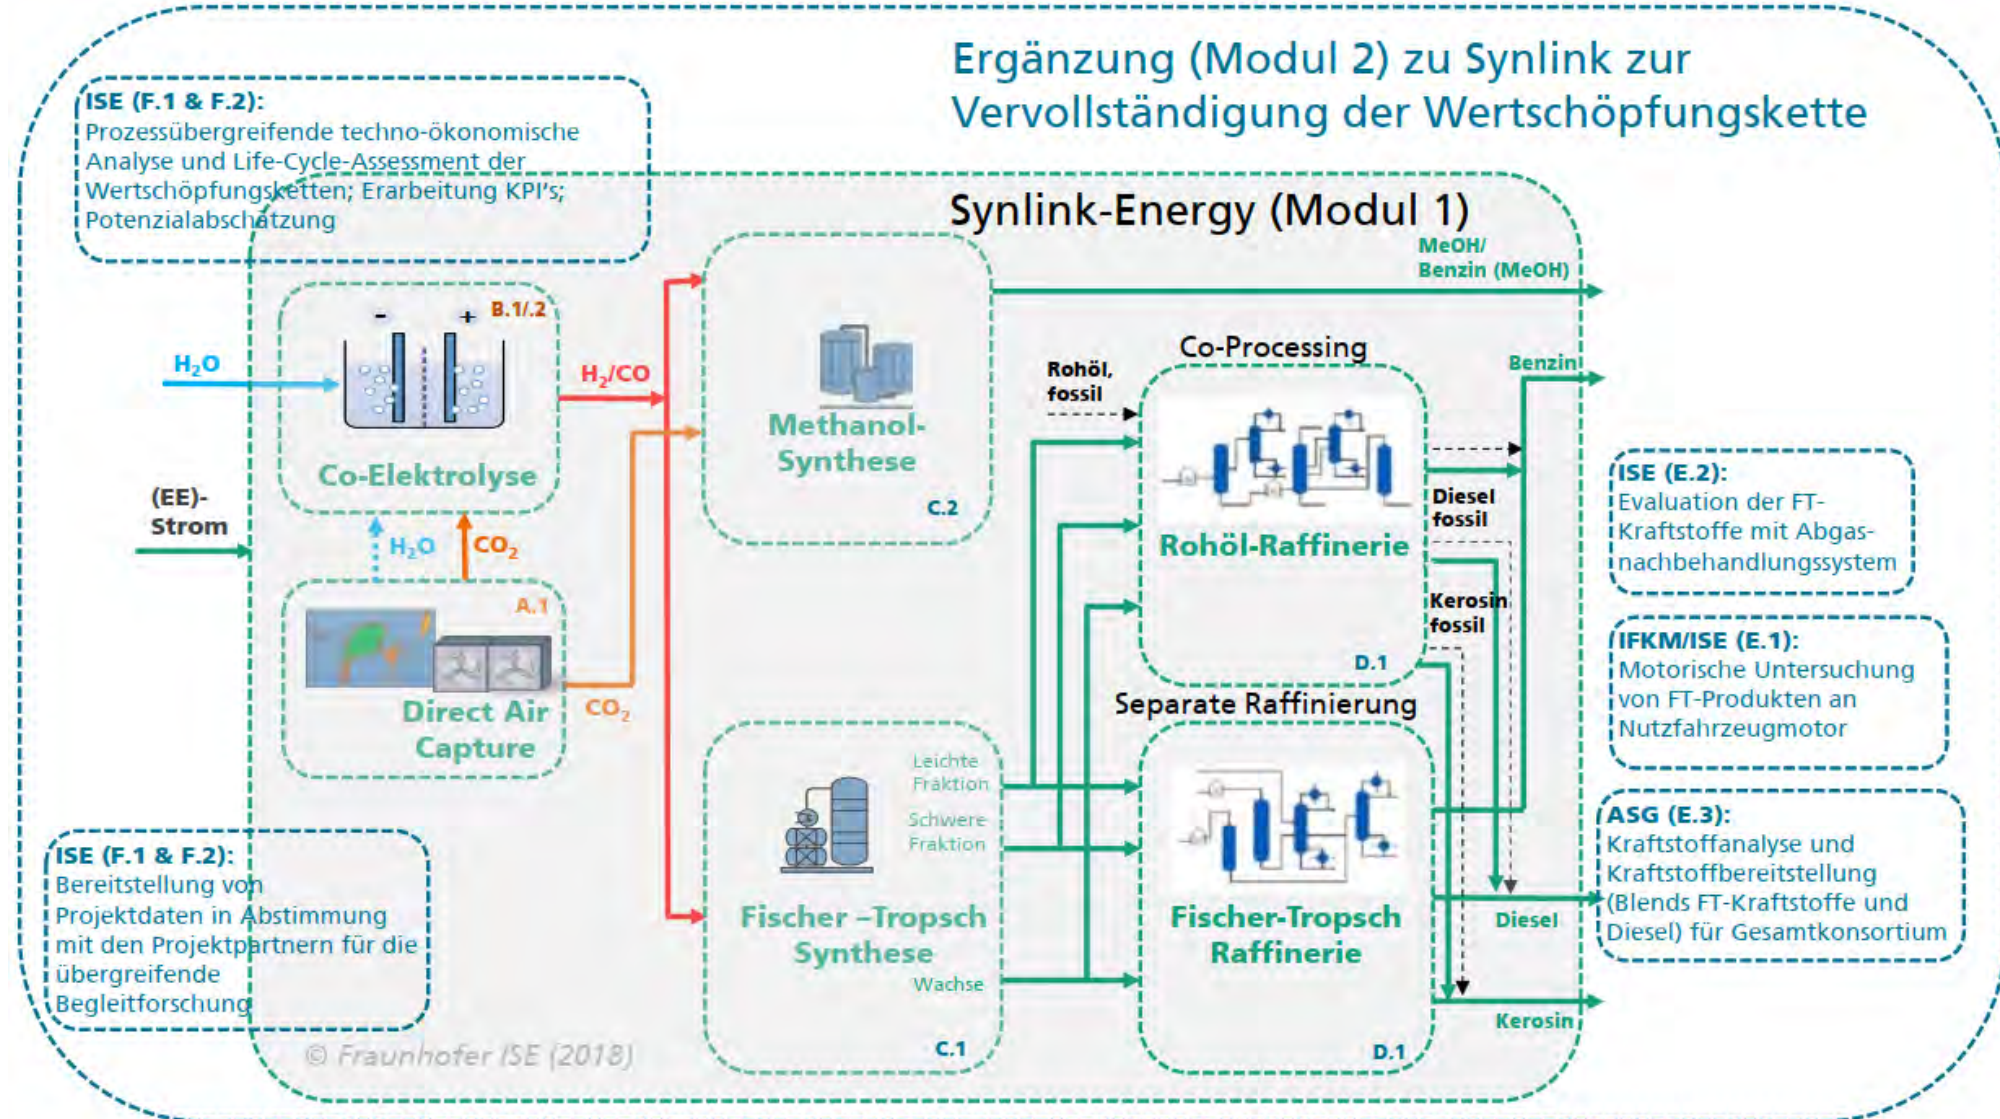 Ergänzung (Modul 2) zu Synlink zur
Vervollständigung der Wertschöpfungskette
ISE (F.1 & F.2):
Prozessübergreifende techno-ökonomische
Analyse und Life-Cycle-Assessment der
Wertschöpfungsketten; Erarbeitung KPI's;
Potenzialabschätzung
Synlink-Energy (Modul 1)
MeOH/
Benzin (MeOH)
B.1/.2
- +
H2O
H2/CO
Co-Elektrolyse
Methanol-
Synthese
C.2
Co-Processing
Rohöl,
fossil
Benzin
Rohöl-Raffinerie
Diesel
fossil
Kerosin
fossil
D.1
(EE)-
Strom
H2O
CO2
A.1
Direct Air
Capture
CO2
Separate Raffinierung
Leichte
Fraktion
Schwere
Fraktion
Fischer –Tropsch
Synthese
Wachse
C.1
Fischer-Tropsch
Raffinerie
D.1
Diesel
Kerosin
ISE (E.2):
Evaluation der FT-
Kraftstoffe mit Abgas-
nachbehandlungssystem
IFKM/ISE (E.1):
Motorische Untersuchung
von FT-Produkten an
Nutzfahrzeugmotor
ASG (E.3):
Kraftstoffanalyse und
Kraftstoffbereitstellung
(Blends FT-Kraftstoffe und
Diesel) für Gesamtkonsortium
ISE (F.1 & F.2):
Bereitstellung von
Projektdaten in Abstimmung
mit den Projektpartnern für die
übergreifende
Begleitforschung
© Fraunhofer ISE (2018)